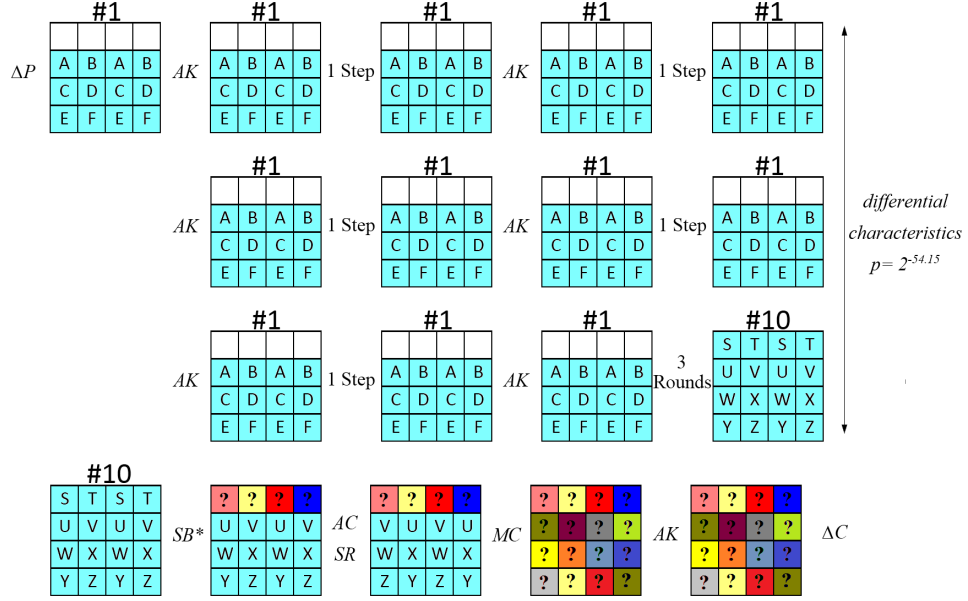 #1 #1 #1 #1 #1
A B A B A B A B A B A B A B A B A B A B
ΔP AK 1 Step AK 1 Step
C D C D C D C D C D C D C D C D C D C D
E F E F E F E F E F E F E F E F E F E F
#1 #1 #1 #1
A B A B A B A B A B A B A B A B
AK 1 Step AK 1 Step
C D C D C D C D C D C D C D C D
E F E F E F E F E F E F E F E F
differential
characteristics
p= 2^-54.15
#1 #1 #1 #10
S T S T
A B A B A B A B A B A B U V U V
AK 1 Step AK 3 Rounds
C D C D C D C D C D C D W X W X
E F E F E F E F E F E F Y Z Y Z
#10
S T S T ? ? ? ? ? ? ? ? ? ? ? ? ? ? ? ?
U V U V U V U V V U V U ? ? ? ? ? ? ? ?
SB* AC SR MC AK ΔC
W X W X W X W X W X W X ? ? ? ? ? ? ? ?
Y Z Y Z Y Z Y Z Y Z Y Z ? ? ? ? ? ? ? ?